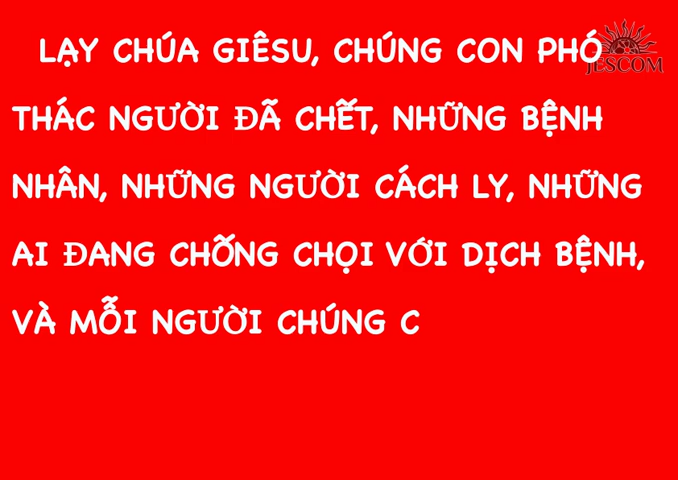 LẠY CHÚA GIÊSU, CHÚNG CON PHÓ
JESCOM
THÁC NGƯỜI ĐÃ CHẾT, NHỮNG BỆNH
NHÂN, NHỮNG NGƯỜI CÁCH LY, NHỮNG
AI ĐANG CHỐNG CHỌI VỚI DỊCH BỆNH,
VÀ MỖI NGƯỜI CHÚNG C